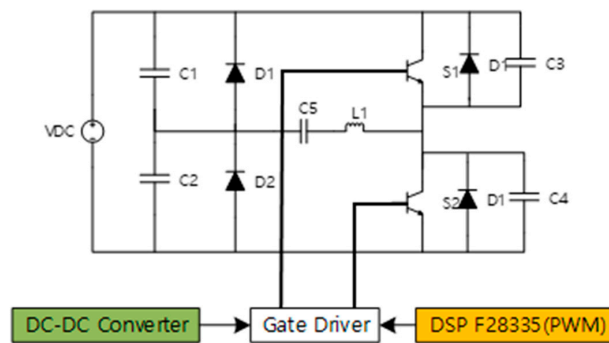 C1
D1
S1
D1
C3
C5
L1
VDC
C2
D2
S2
D1
C4
DC-DC Converter
Gate Driver
DSP F28335(PWM)